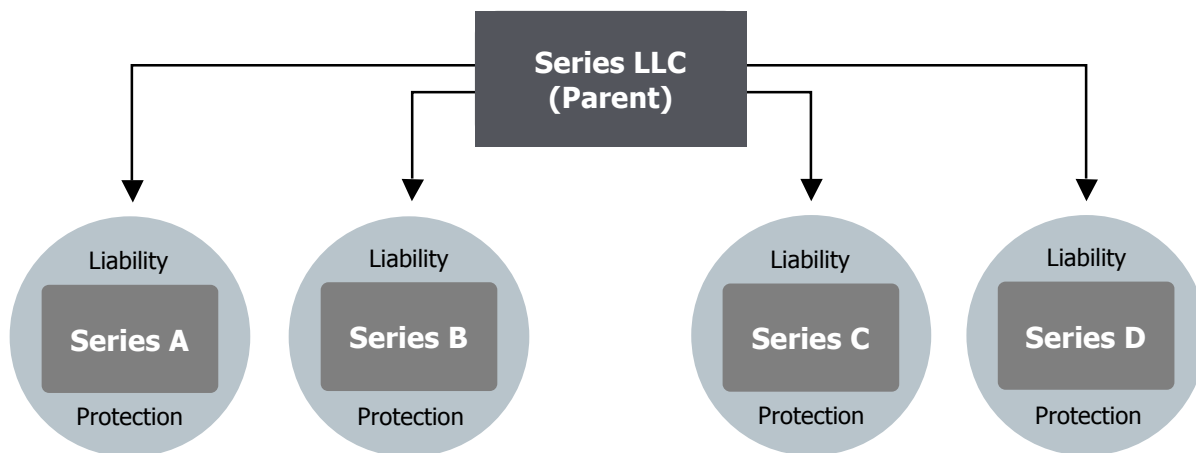 Series LLC
(Parent)
Liability
Series A
Protection
Liability
Series B
Protection
Liability
Series C
Protection
Liability
Series D
Protection